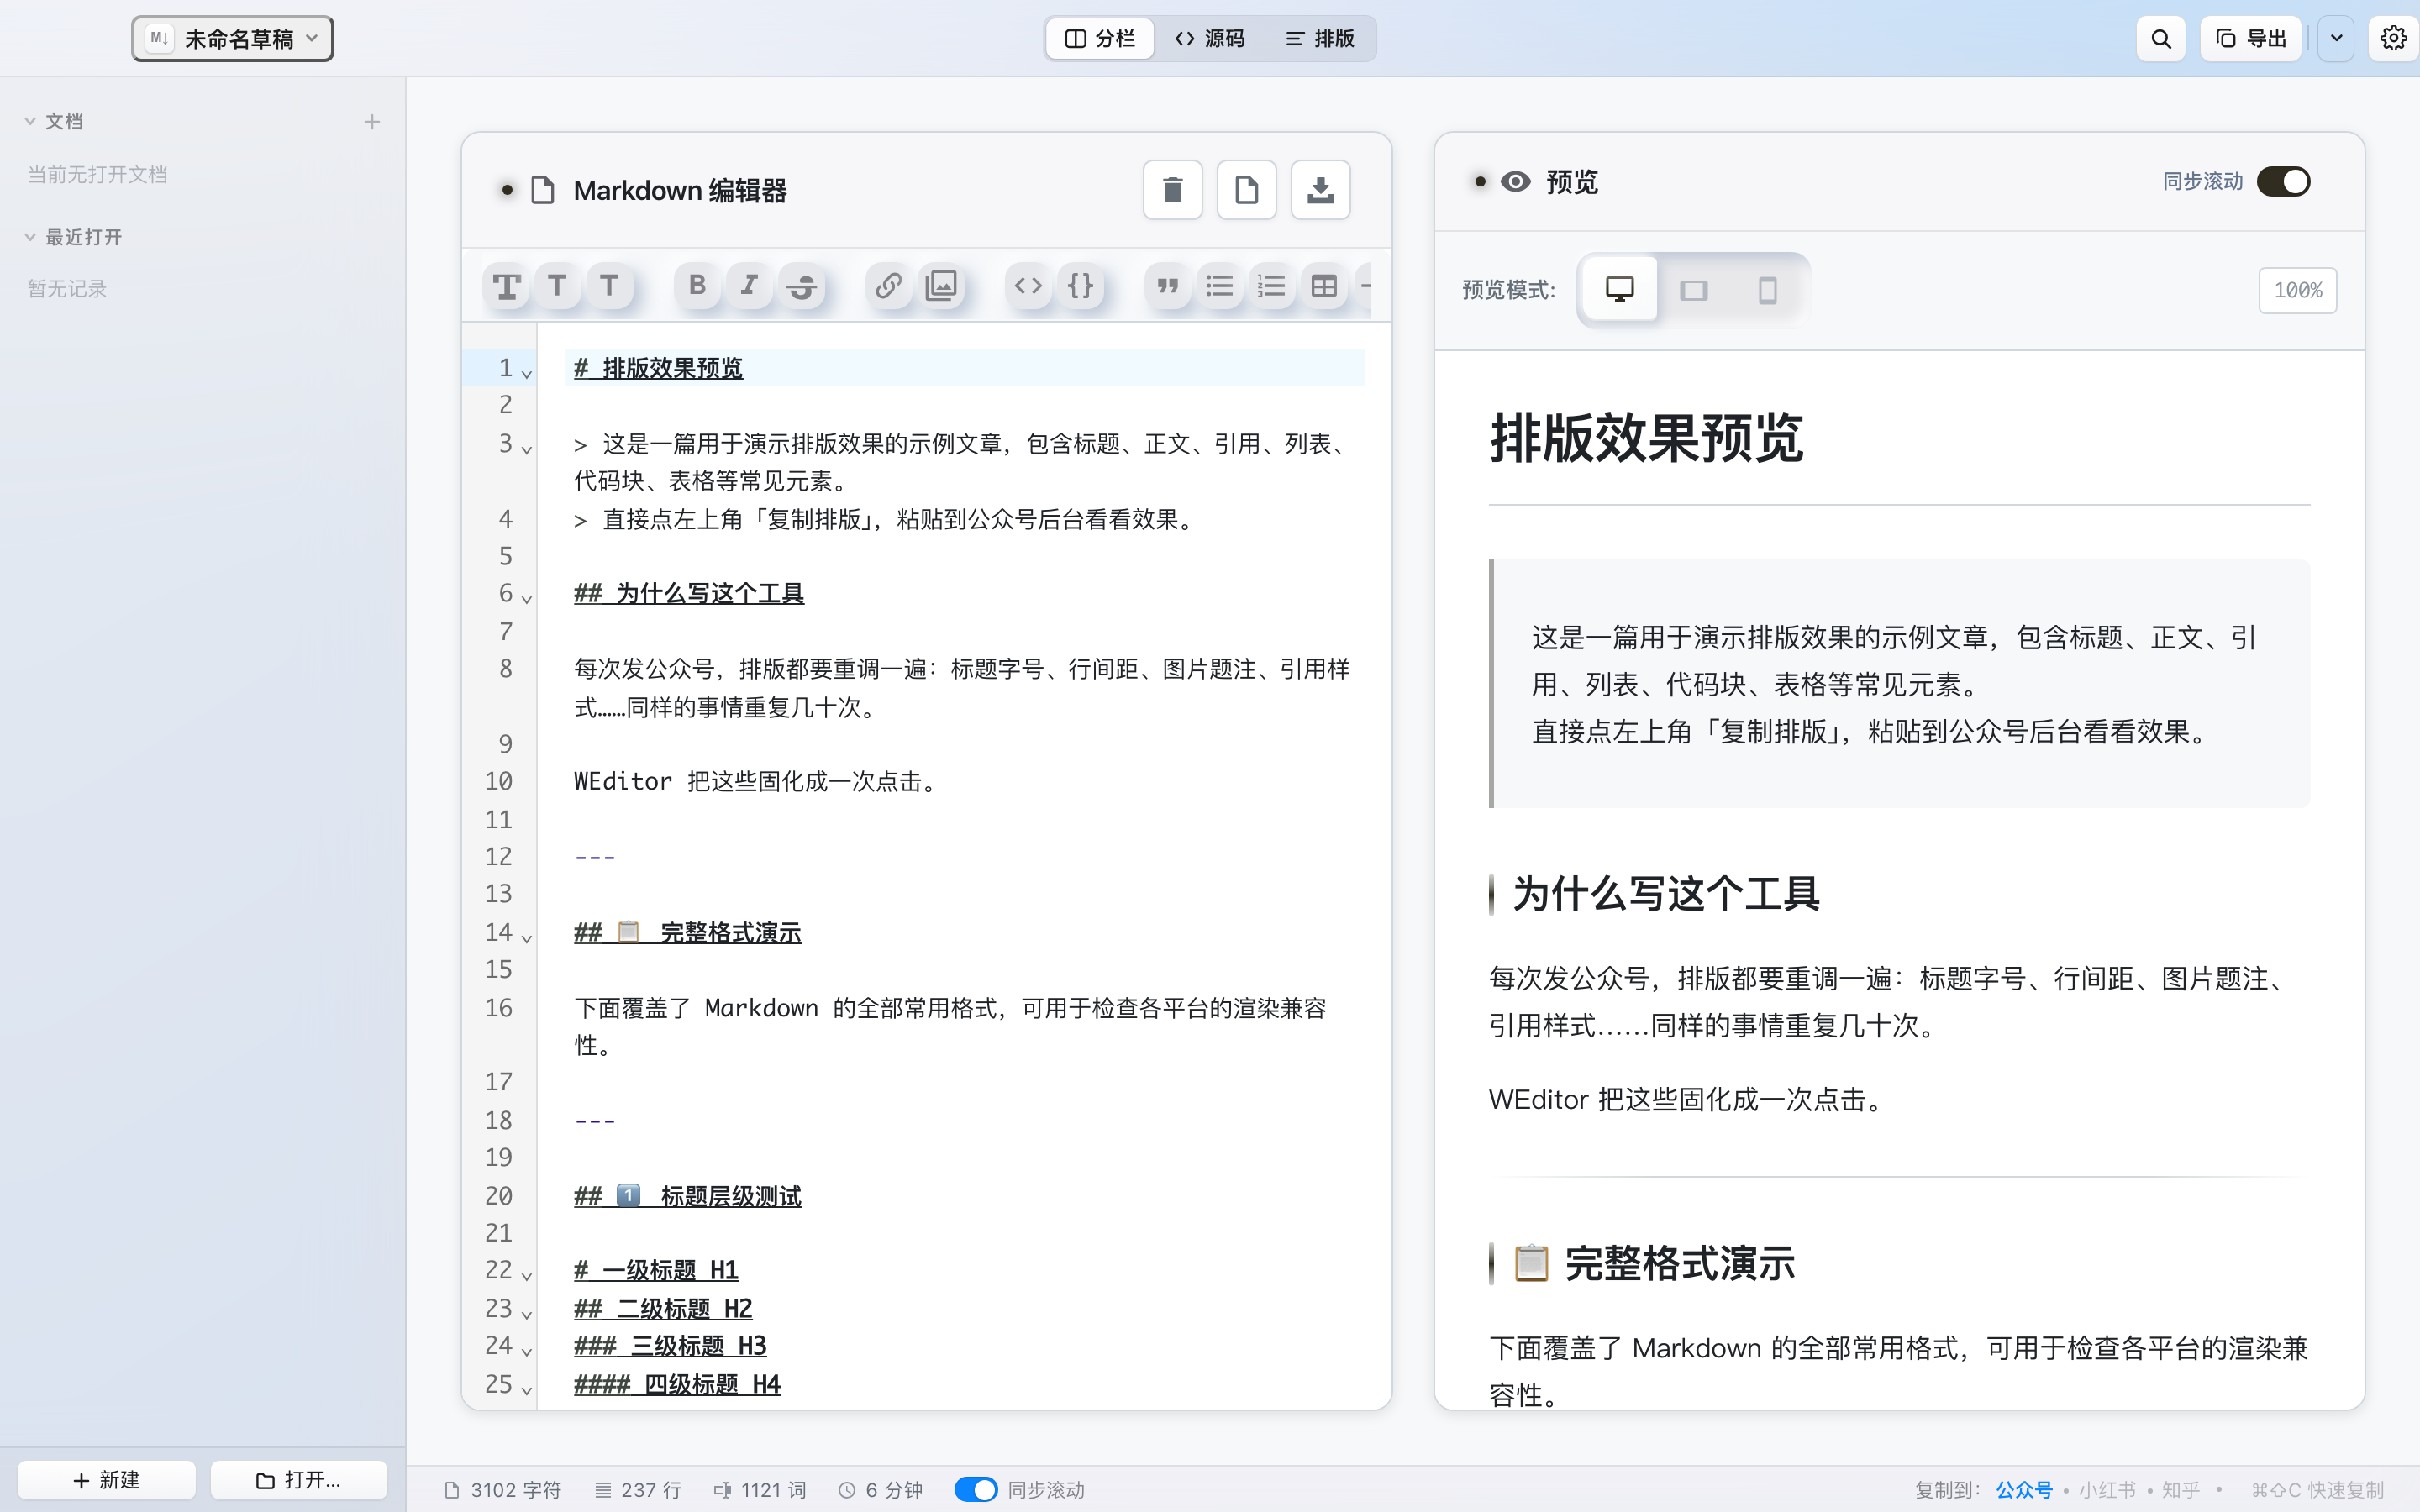 M↓ 未命名草稿
分栏 源码 排版
导出
文档
当前无打开文档
最近打开
暂无记录
新建 打开...
Markdown 编辑器
T T T B I S
1 # 排版效果预览
2
3 > 这是一篇用于演示排版效果的示例文章，包含标题、正文、引用、列表、
代码块、表格等常见元素。
4 > 直接点左上角「复制排版」，粘贴到公众号后台看看效果。
5
6 ## 为什么写这个工具
7
8 每次发公众号，排版都要重调一遍：标题字号、行间距、图片题注、引用样
式……同样的事情重复几十次。
9
10 WEditor 把这些固化成一次点击。
11
12 ---
13
14 ## 📋 完整格式演示
15
16 下面覆盖了 Markdown 的全部常用格式，可用于检查各平台的渲染兼容
性。
17
18 ---
19
20 ## 1️⃣ 标题层级测试
21
22 # 一级标题 H1
23 ## 二级标题 H2
24 ### 三级标题 H3
25 #### 四级标题 H4
预览
同步滚动
预览模式:
100%
排版效果预览
这是一篇用于演示排版效果的示例文章，包含标题、正文、引
用、列表、代码块、表格等常见元素。
直接点左上角「复制排版」，粘贴到公众号后台看看效果。
为什么写这个工具
每次发公众号，排版都要重调一遍：标题字号、行间距、图片题注、
引用样式……同样的事情重复几十次。
WEditor 把这些固化成一次点击。
📋 完整格式演示
下面覆盖了 Markdown 的全部常用格式，可用于检查各平台的渲染兼
容性。
3102 字符 237 行 1121 词 6 分钟 同步滚动
复制到： 公众号 • 小红书 • 知乎 • ⌘⇧C 快速复制